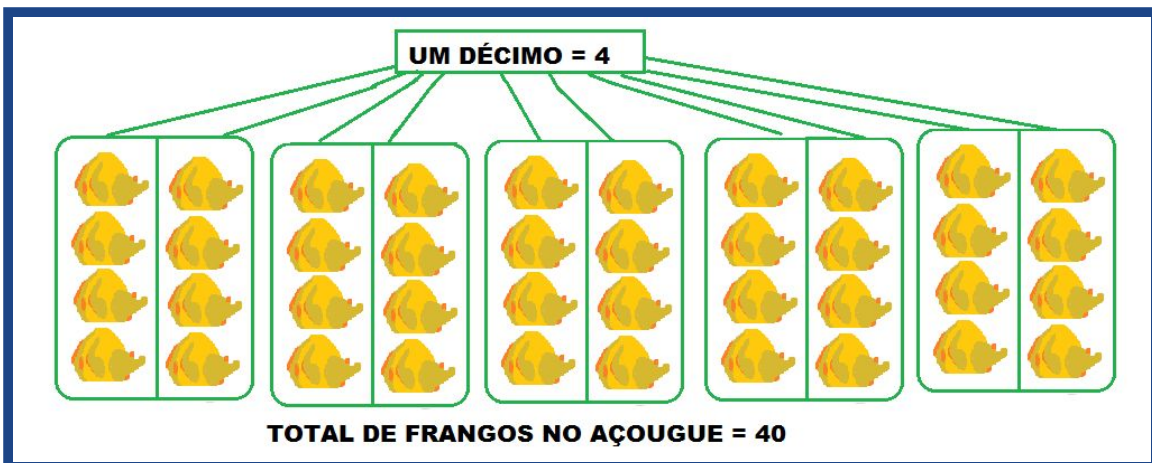 UM DÉCIMO = 4
TOTAL DE FRANGOS NO AÇOUGUE = 40